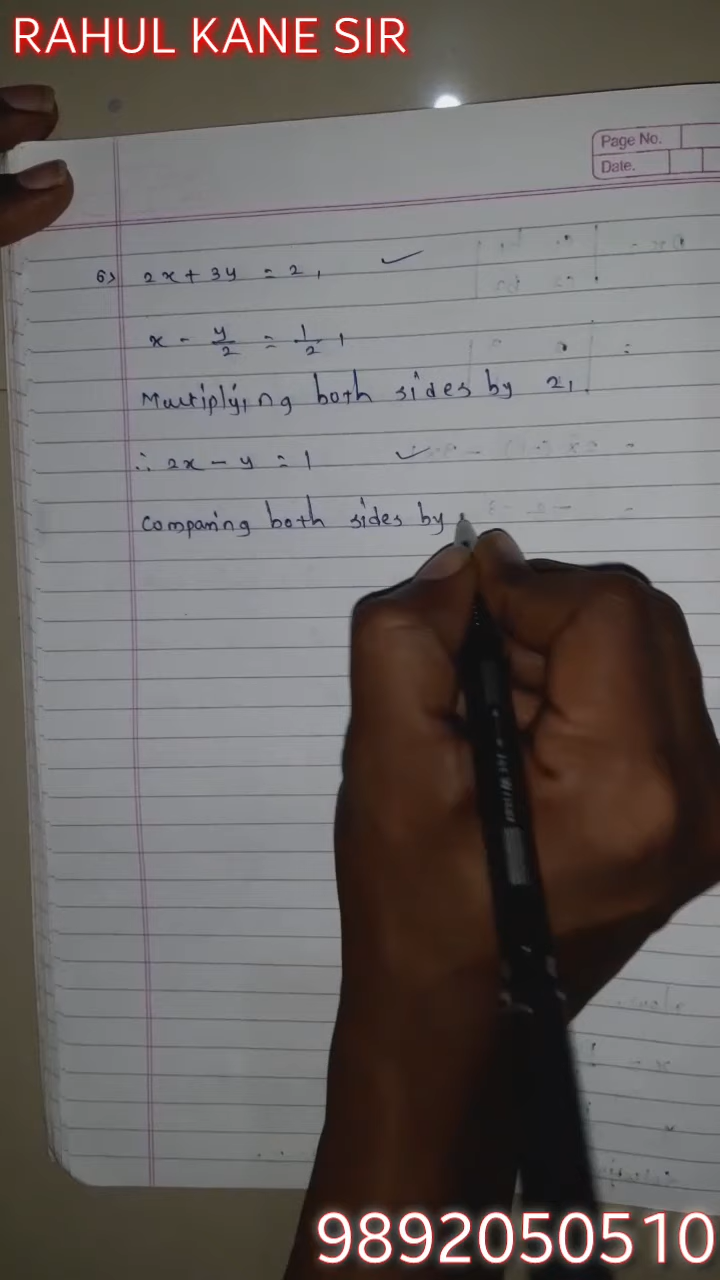 RAHUL KANE SIR
Page No.
Date.
6) 2x + 3y = 2,
x - y/2 = 1/2,
Multiplying both sides by 2,
∴ 2x - y = 1
Comparing both sides by
9892050510